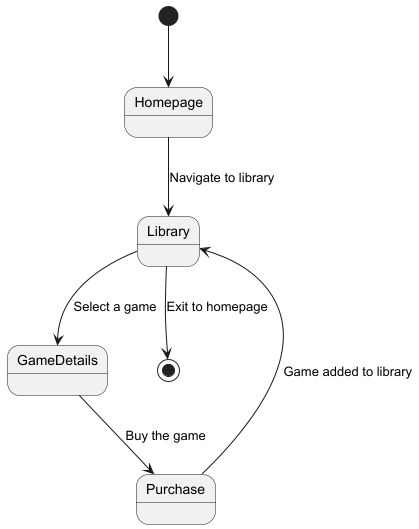 Homepage
Navigate to library
Library
Select a game
Exit to homepage
GameDetails
Game added to library
Buy the game
Purchase